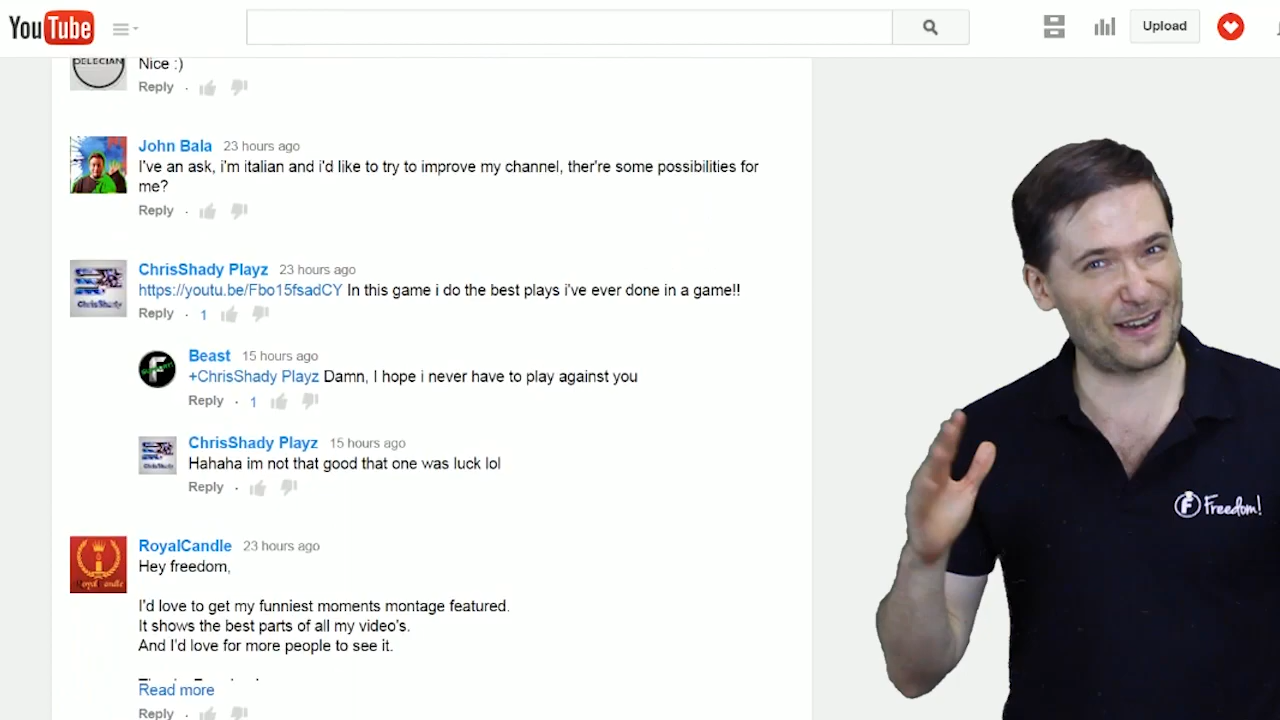 YouTube
Upload
DELECIAN
Nice :)
Reply
John Bala 23 hours ago
I've an ask, i'm italian and i'd like to try to improve my channel, ther're some possibilities for
me?
Reply
ChrisShady Playz 23 hours ago
https://youtu.be/Fbo15fsadCY In this game i do the best plays i've ever done in a game!!
Reply · 1
Beast 15 hours ago
+ChrisShady Playz Damn, I hope i never have to play against you
Reply · 1
ChrisShady Playz 15 hours ago
Hahaha im not that good that one was luck lol
Reply
RoyalCandle 23 hours ago
Hey freedom,
I'd love to get my funniest moments montage featured.
It shows the best parts of all my video's.
And I'd love for more people to see it.
Read more
Reply
F Freedom!